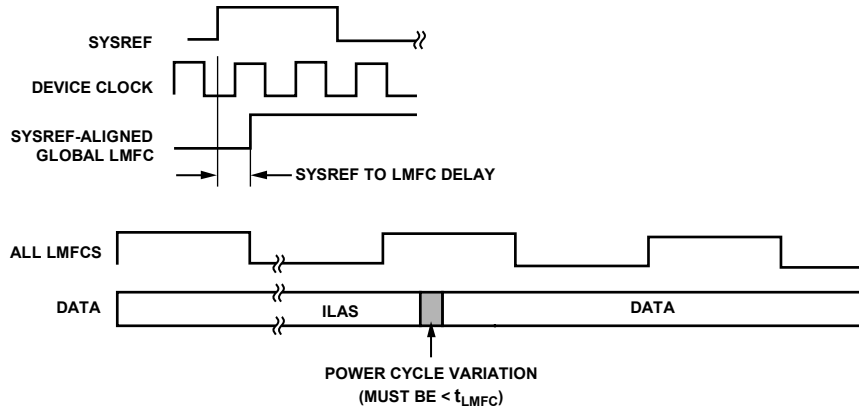 SYSREF
DEVICE CLOCK
SYSREF-ALIGNED
GLOBAL LMFC
SYSREF TO LMFC DELAY
ALL LMFCS
DATA
ILAS
DATA
POWER CYCLE VARIATION
(MUST BE < tLMFC)